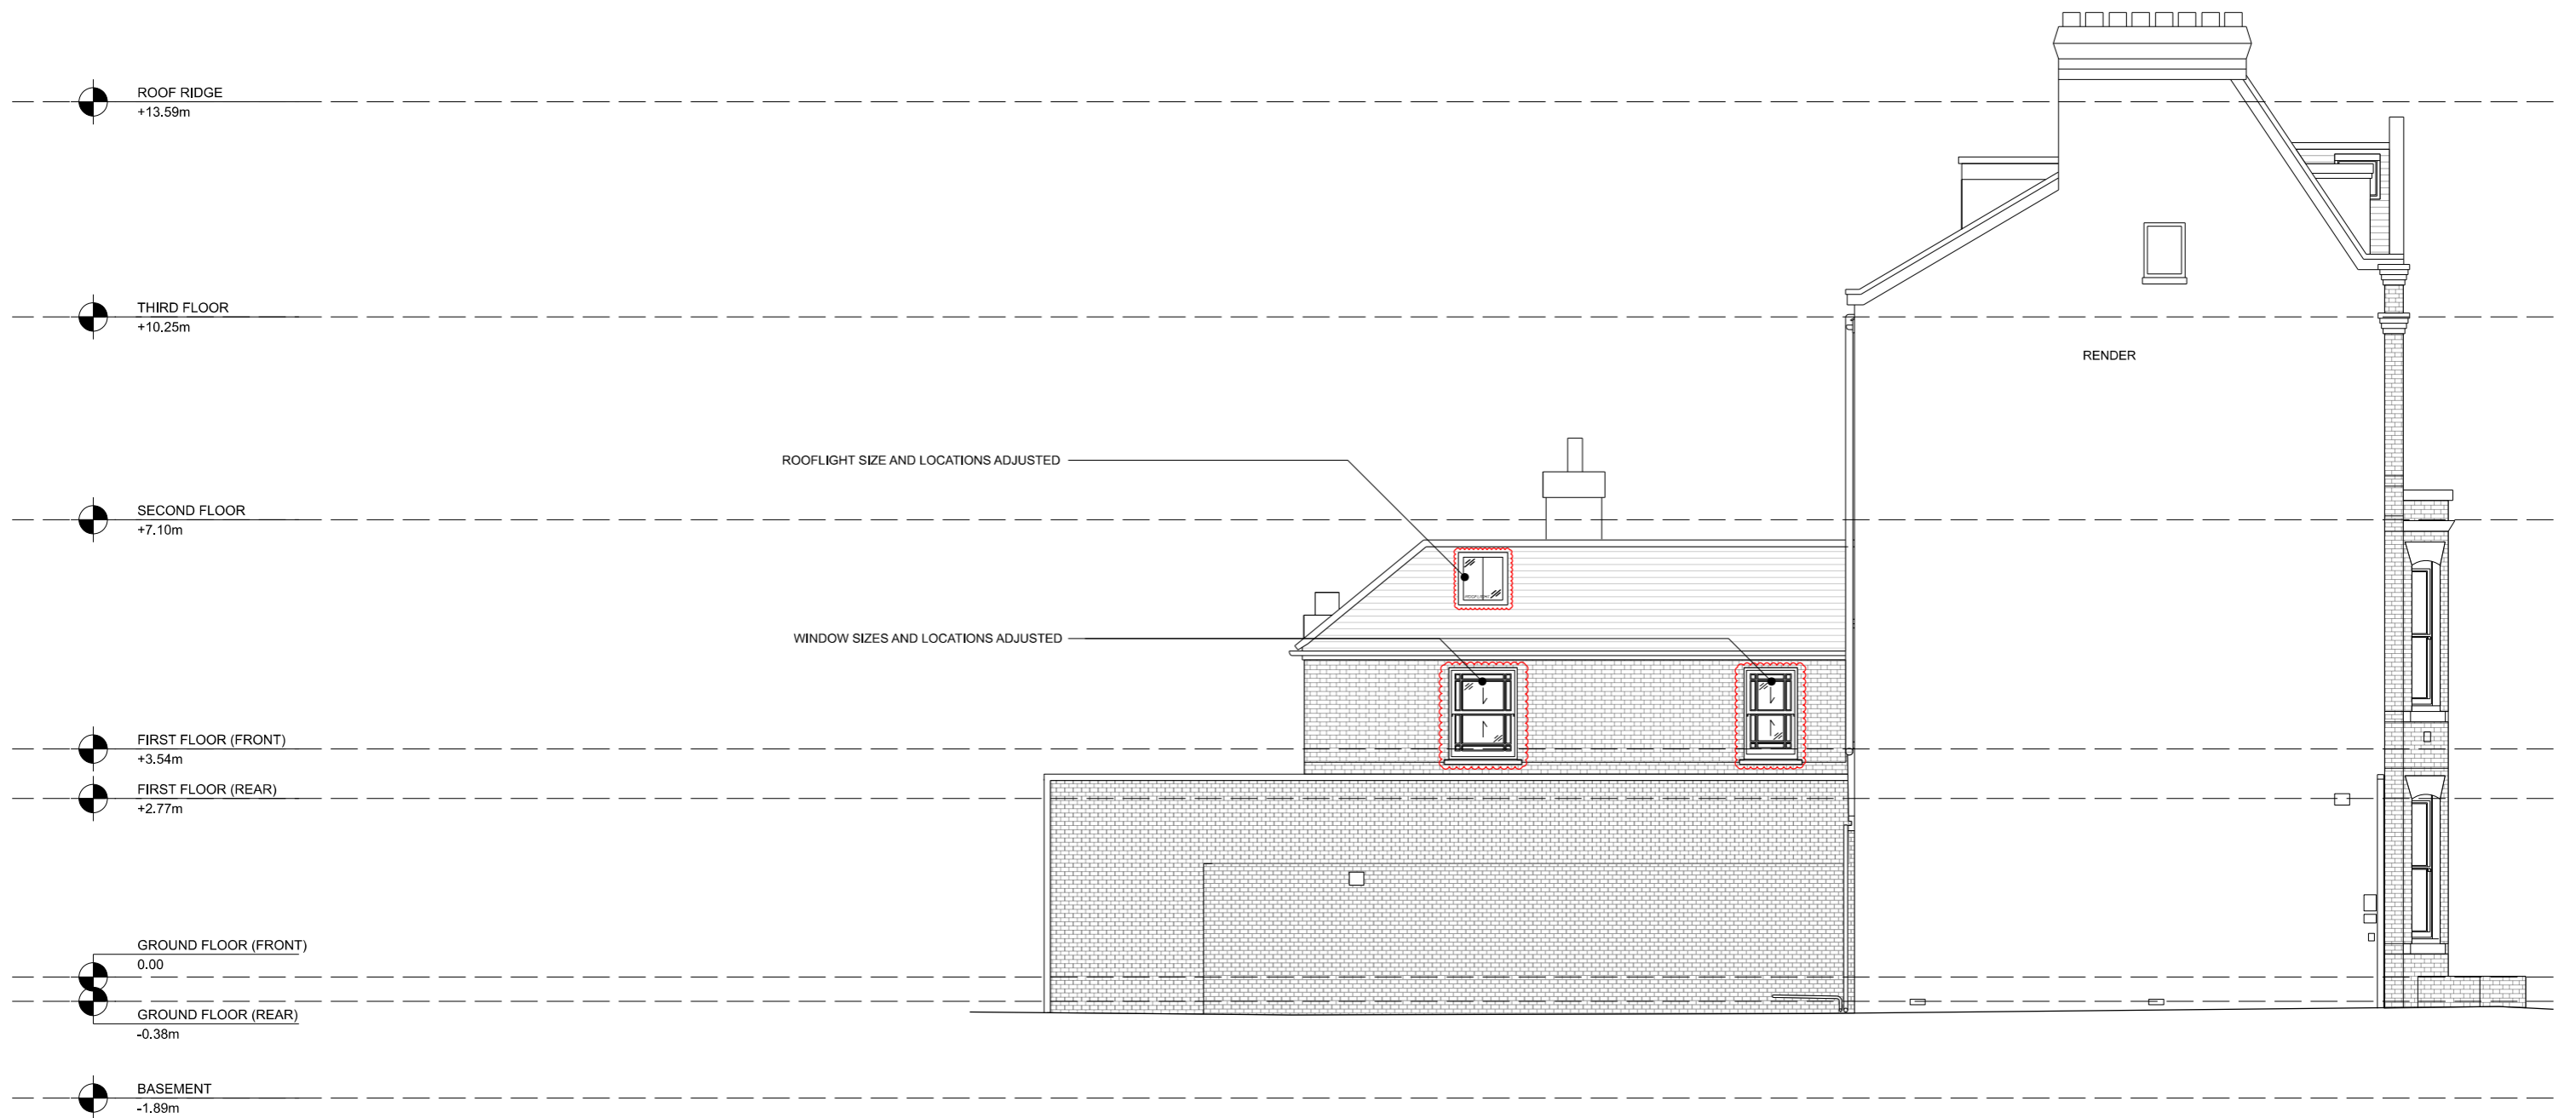 ROOF RIDGE
+13.59m
THIRD FLOOR
+10.25m
RENDER
ROOFLIGHT SIZE AND LOCATIONS ADJUSTED
SECOND FLOOR
+7.10m
ROOFLIGHT
WINDOW SIZES AND LOCATIONS ADJUSTED
FIRST FLOOR (FRONT)
+3.54m
FIRST FLOOR (REAR)
+2.77m
GROUND FLOOR (FRONT)
0.00
GROUND FLOOR (REAR)
-0.38m
BASEMENT
-1.89m